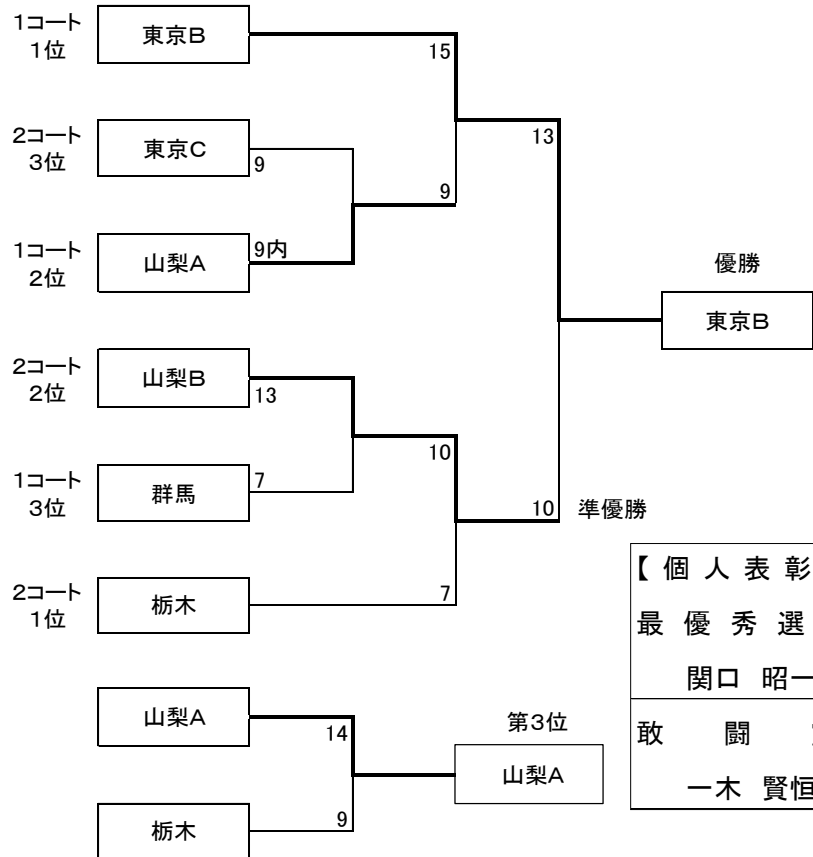 1コート
1位
東京B
15
2コート
3位
東京C
9
13
9
1コート
2位
山梨A
9内
優勝
東京B
2コート
2位
山梨B
13
10
1コート
3位
群馬
7
10 準優勝
2コート
1位
栃木
7
【個人表彰
最優秀選
関口 昭一
敢闘
一木 賢恒
山梨A
14
第3位
山梨A
栃木
9